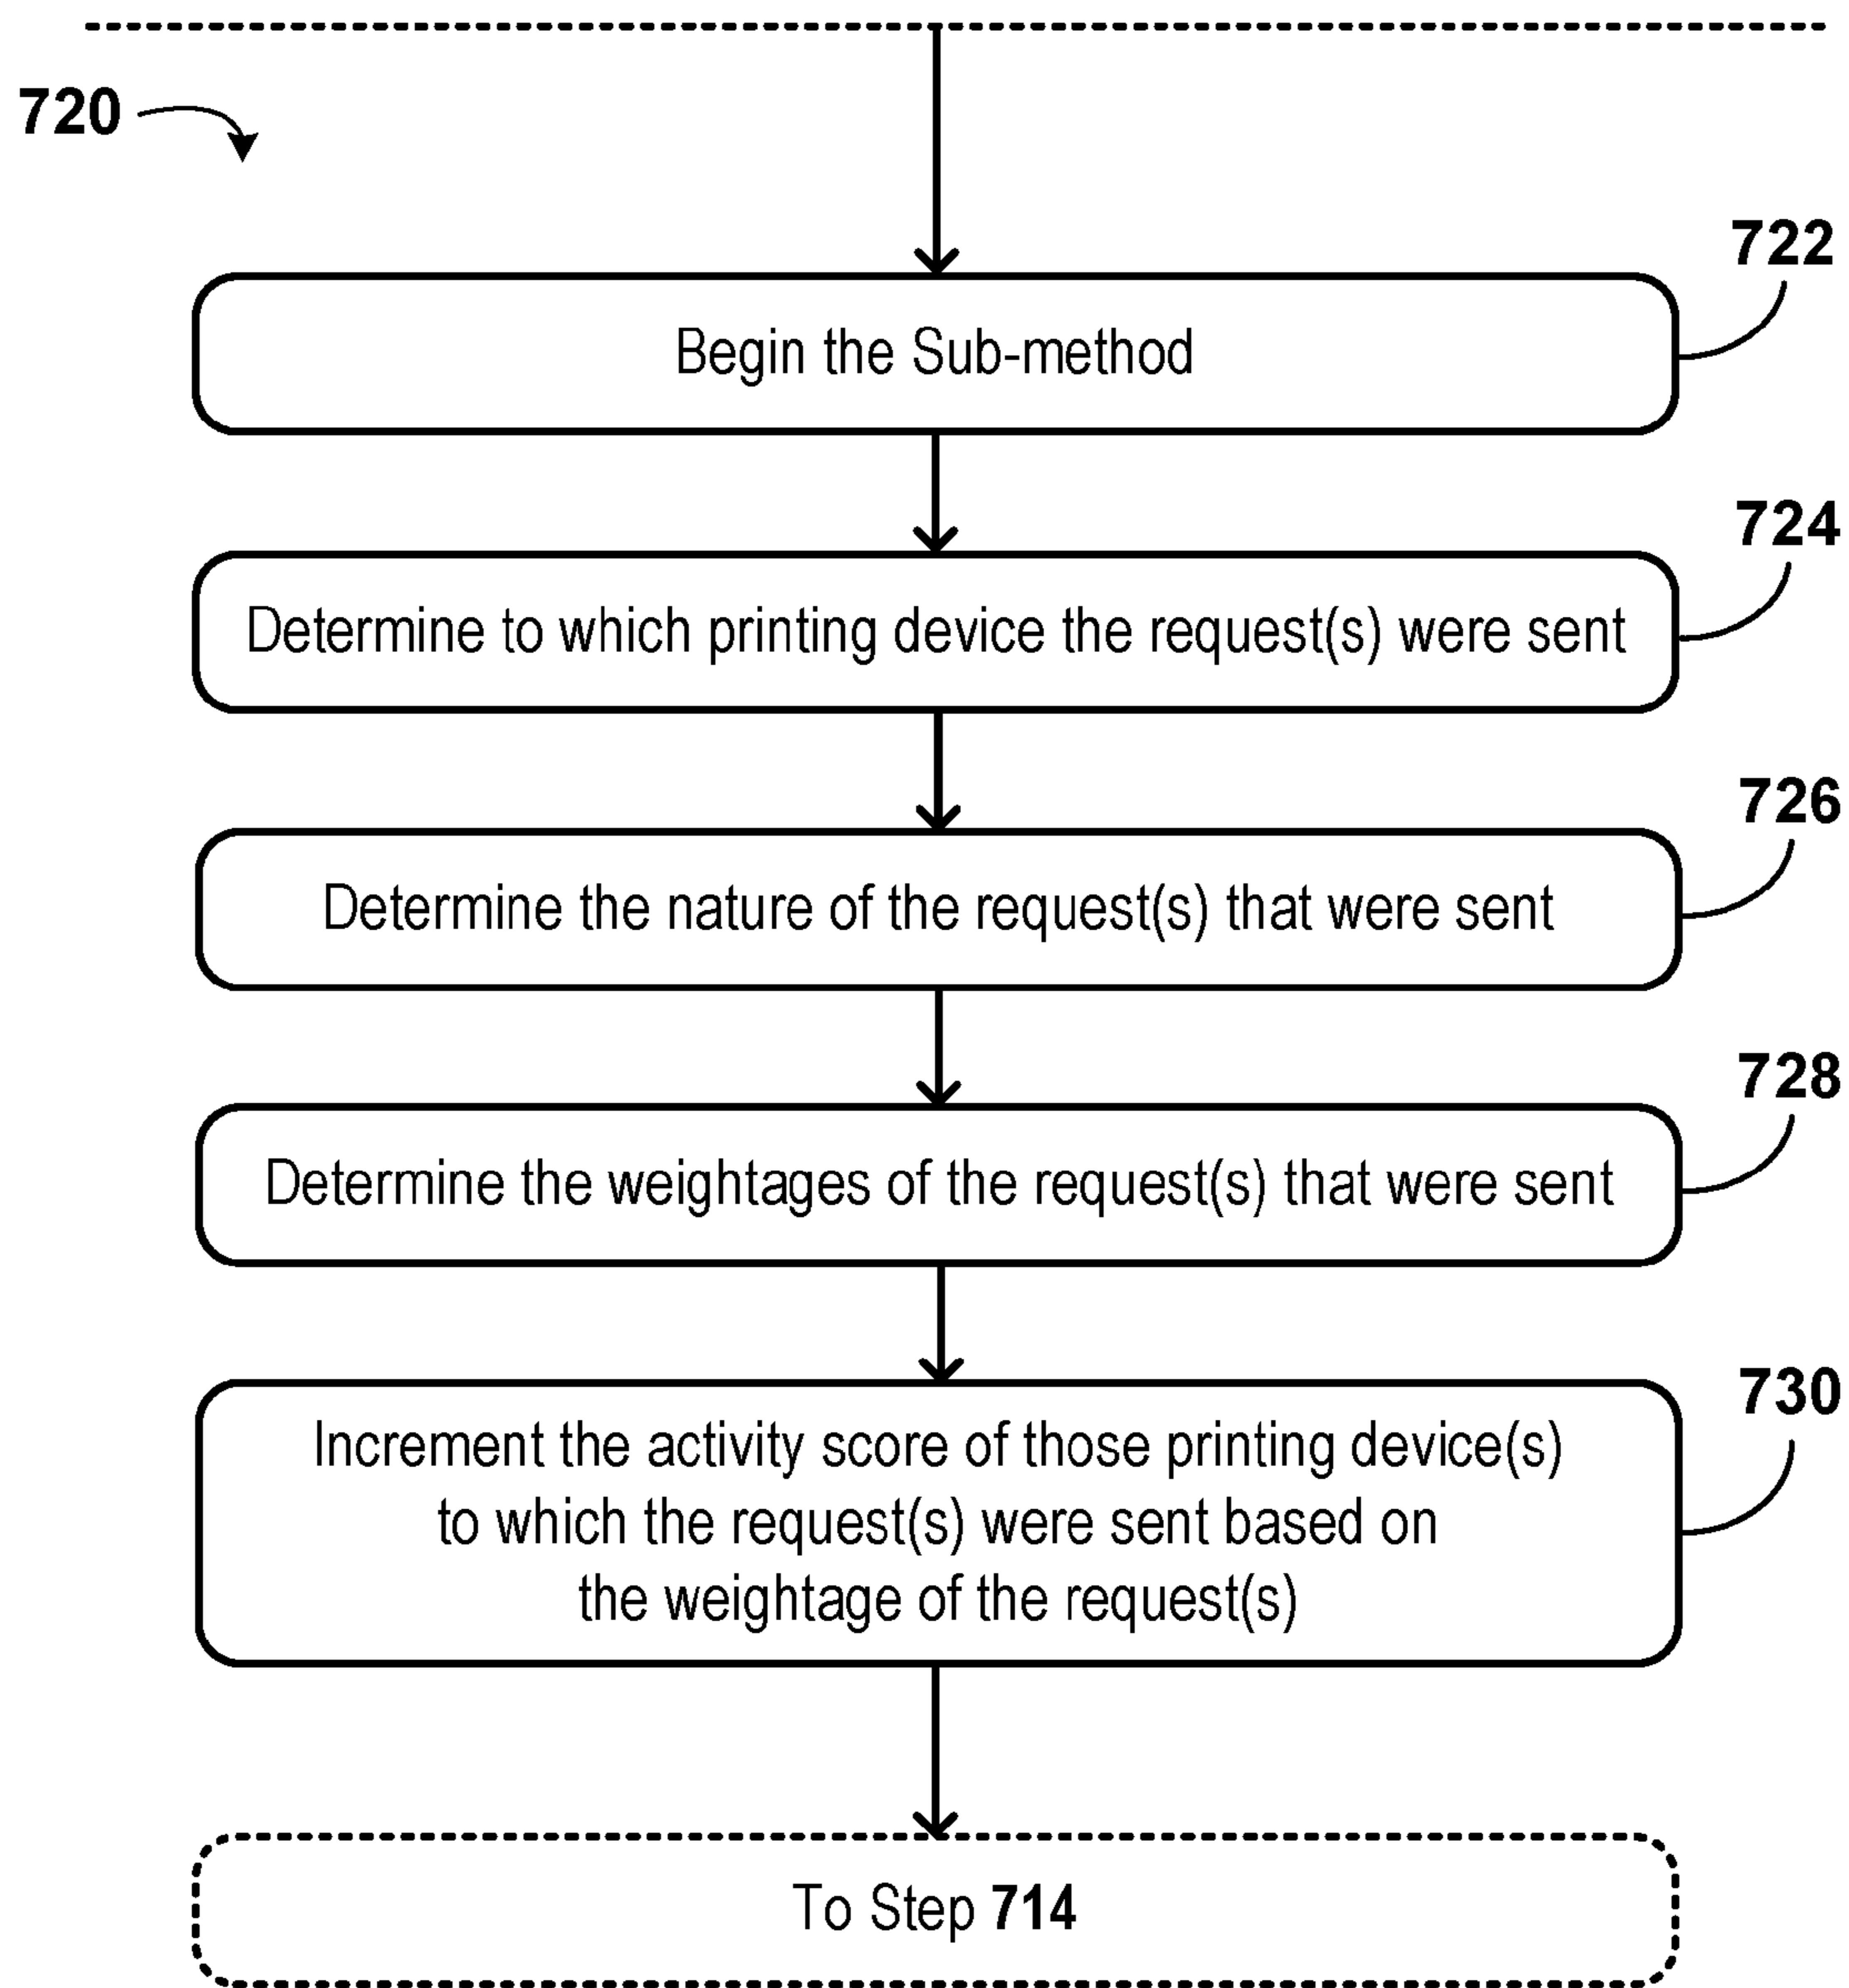 720
722
Begin the Sub-method
724
Determine to which printing device the request(s) were sent
726
Determine the nature of the request(s) that were sent
728
Determine the weightages of the request(s) that were sent
730
Increment the activity score of those printing device(s)
to which the request(s) were sent based on
the weightage of the request(s)
To Step 714